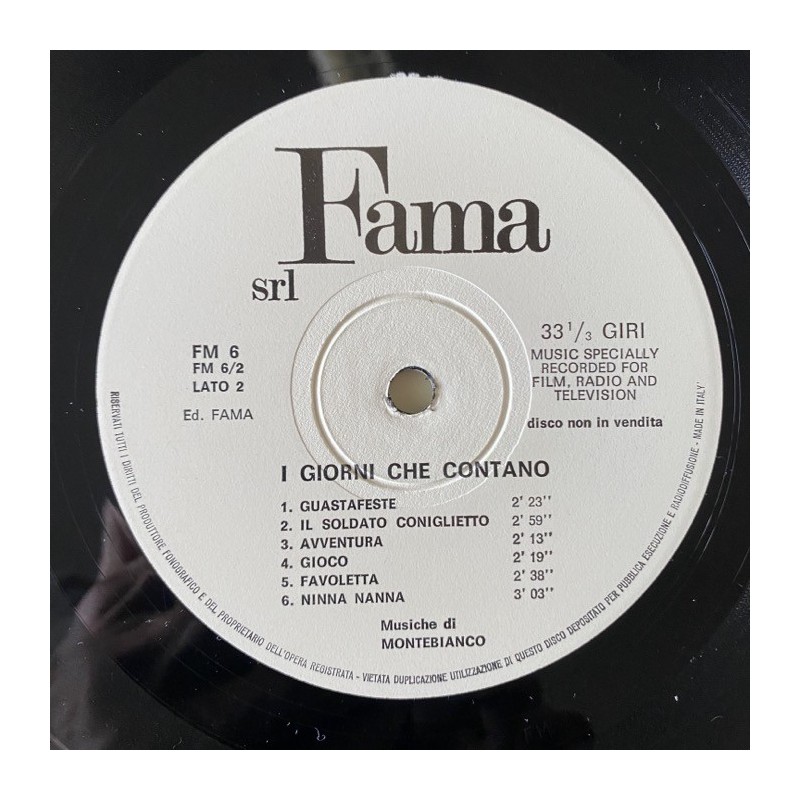 Fama
srl
FM 6
FM 6/2
LATO 2
Ed. FAMA
33 1/3 GIRI
MUSIC SPECIALLY
RECORDED FOR
FILM, RADIO AND
TELEVISION
disco non in vendita
I GIORNI CHE CONTANO
1. GUASTAFESTE 2' 23''
2. IL SOLDATO CONIGLIETTO 2' 59''
3. AVVENTURA 2' 13''
4. GIOCO 2' 19''
5. FAVOLETTA 2' 38''
6. NINNA NANNA 3' 03''
Musiche di
MONTEBIANCO
RISERVATI TUTTI I DIRITTI DEL PRODUTTORE FONOGRAFICO E DEL PROPRIETARIO DELL'OPERA REGISTRATA - VIETATA DUPLICAZIONE UTILIZZAZIONE DI QUESTO DISCO DEPOSITATO PER PUBBLICA ESECUZIONE E RADIODIFFUSIONE - MADE IN ITALY